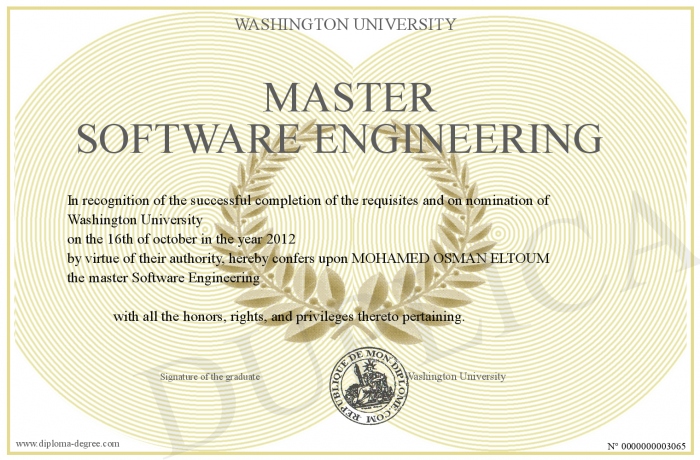 WASHINGTON UNIVERSITY
MASTER
SOFTWARE ENGINEERING
In recognition of the successful completion of the requisites and on nomination of
Washington University
on the 16th of october in the year 2012
by virtue of their authority, hereby confers upon MOHAMED OSMAN ELTOUM
the master Software Engineering
with all the honors, rights, and privileges thereto pertaining.
DUPLICATA
Signature of the graduate
Washington University
REPUBLIQUE DE MON-DIPLOME.COM
www.diploma-degree.com
N° 0000000003065